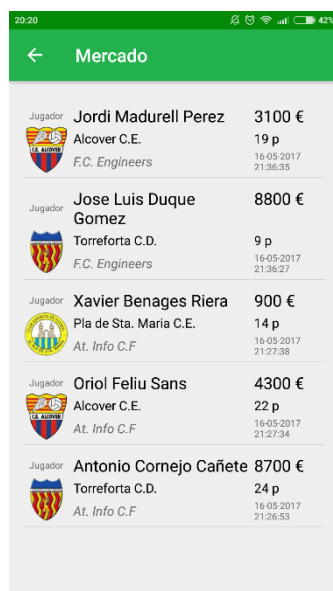 20:20 42%
Mercado
Jugador Jordi Madurell Perez 3100 €
C.E. ALCOVER Alcover C.E. 19 p
F.C. Engineers 16-05-2017
21:36:35
Jugador Jose Luis Duque 8800 €
Gomez
Torreforta C.D. 9 p
F.C. Engineers 16-05-2017
21:36:27
Jugador Xavier Benages Riera 900 €
Pla de Sta. Maria C.E. 14 p
At. Info C.F 16-05-2017
21:27:38
Jugador Oriol Feliu Sans 4300 €
C.E. ALCOVER Alcover C.E. 22 p
At. Info C.F 16-05-2017
21:27:34
Jugador Antonio Cornejo Cañete 8700 €
Torreforta C.D. 24 p
At. Info C.F 16-05-2017
21:26:53